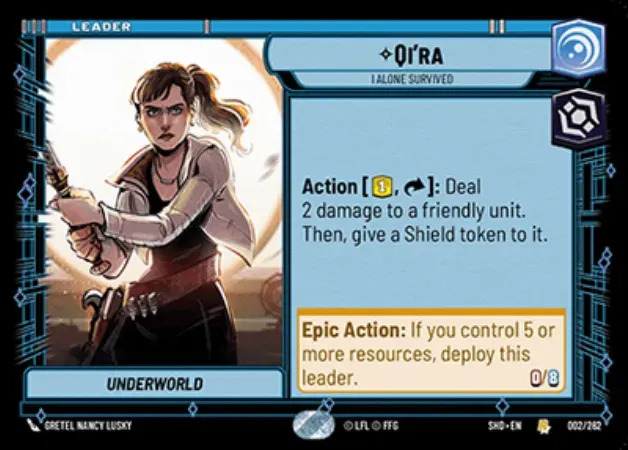 LEADER
QI'RA
I ALONE SURVIVED
Action [1, ]: Deal
2 damage to a friendly unit.
Then, give a Shield token to it.
Epic Action: If you control 5 or
more resources, deploy this
leader.
0/8
UNDERWORLD
GRETEL NANCY LUSKY
© LFL © FFG
SHD•EN
002/262